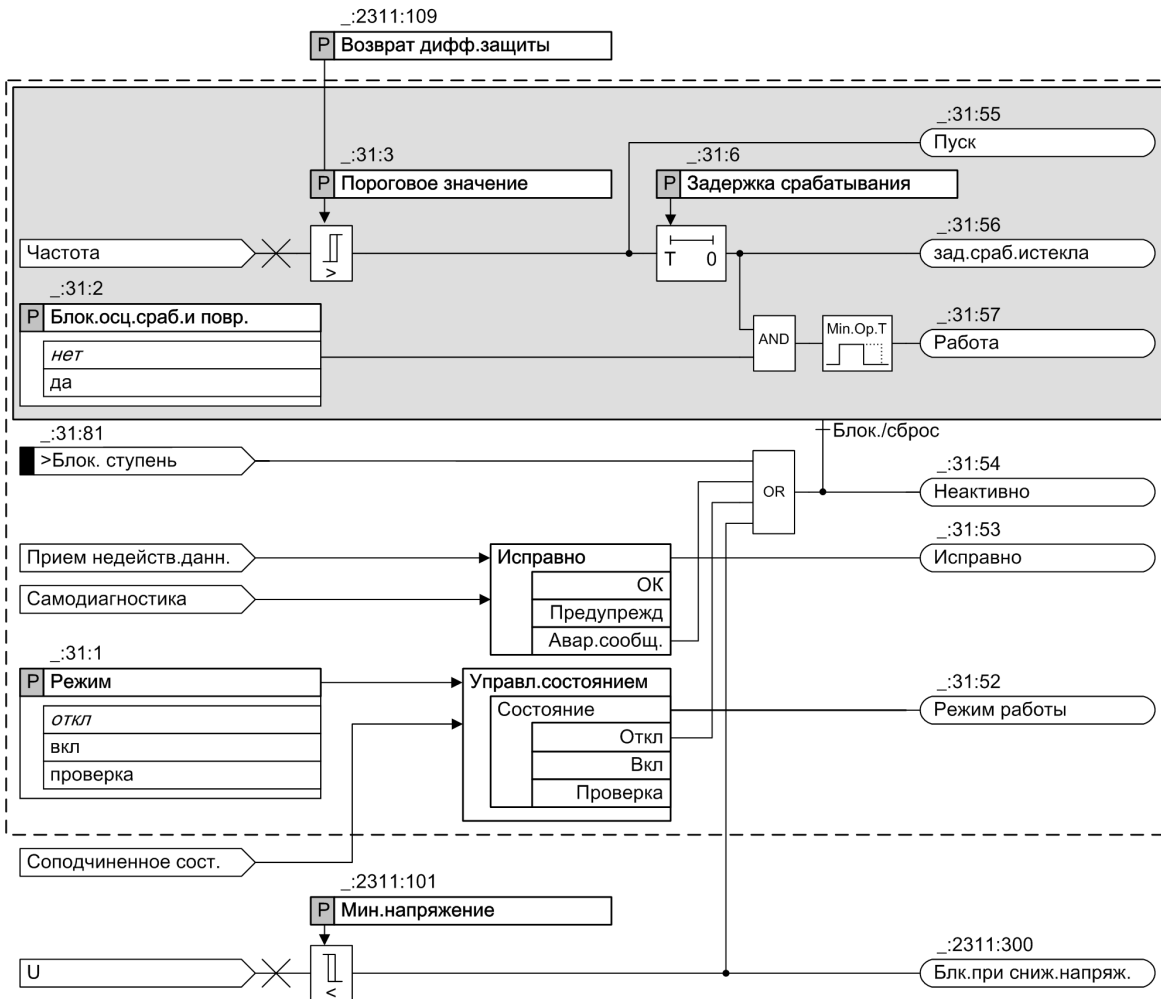 _:2311:109
P Возврат дифф.защиты
_:31:55
Пуск
_:31:3
P Пороговое значение
_:31:6
P Задержка срабатывания
_:31:56
Частота
>
T 0
зад.сраб.истекла
_:31:2
P Блок.осц.сраб.и повр.
нет
да
AND
Min.Op.T
_:31:57
Работа
Блок./сброс
_:31:81
>Блок. ступень
OR
_:31:54
Неактивно
_:31:53
Прием недейств.данн.
Исправно
Исправно
Самодиагностика
ОК
Предупрежд
Авар.сообщ.
_:31:1
P Режим
откл
вкл
проверка
Управл.состоянием
Состояние
Откл
Вкл
Проверка
_:31:52
Режим работы
Соподчиненное сост.
_:2311:101
P Мин.напряжение
_:2311:300
U
<
Блк.при сниж.напряж.